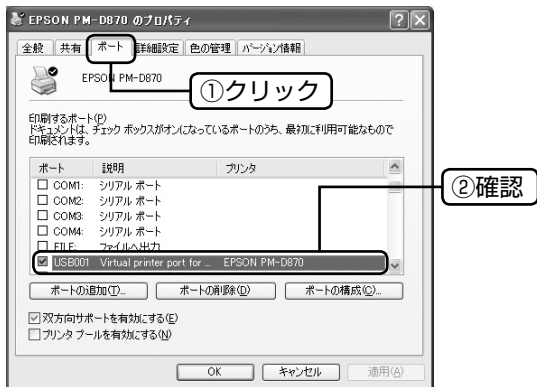 EPSON PM-D870 のプロパティ
全般 共有 ポート 詳細設定 色の管理 バージョン情報
EPSON PM-D870
①クリック
印刷するポート(P)
ドキュメントは、チェック ボックスがオンになっているポートのうち、最初に利用可能なもので
印刷されます。
ポート 説明 プリンタ
COM1: シリアル ポート
COM2: シリアル ポート
COM3: シリアル ポート
COM4: シリアル ポート
FILE: ファイルへ出力
USB001 Virtual printer port for ... EPSON PM-D870
②確認
ポートの追加(T)... ポートの削除(D) ポートの構成(C)...
双方向サポートを有効にする(E)
プリンタ プールを有効にする(N)
OK キャンセル 適用(A)